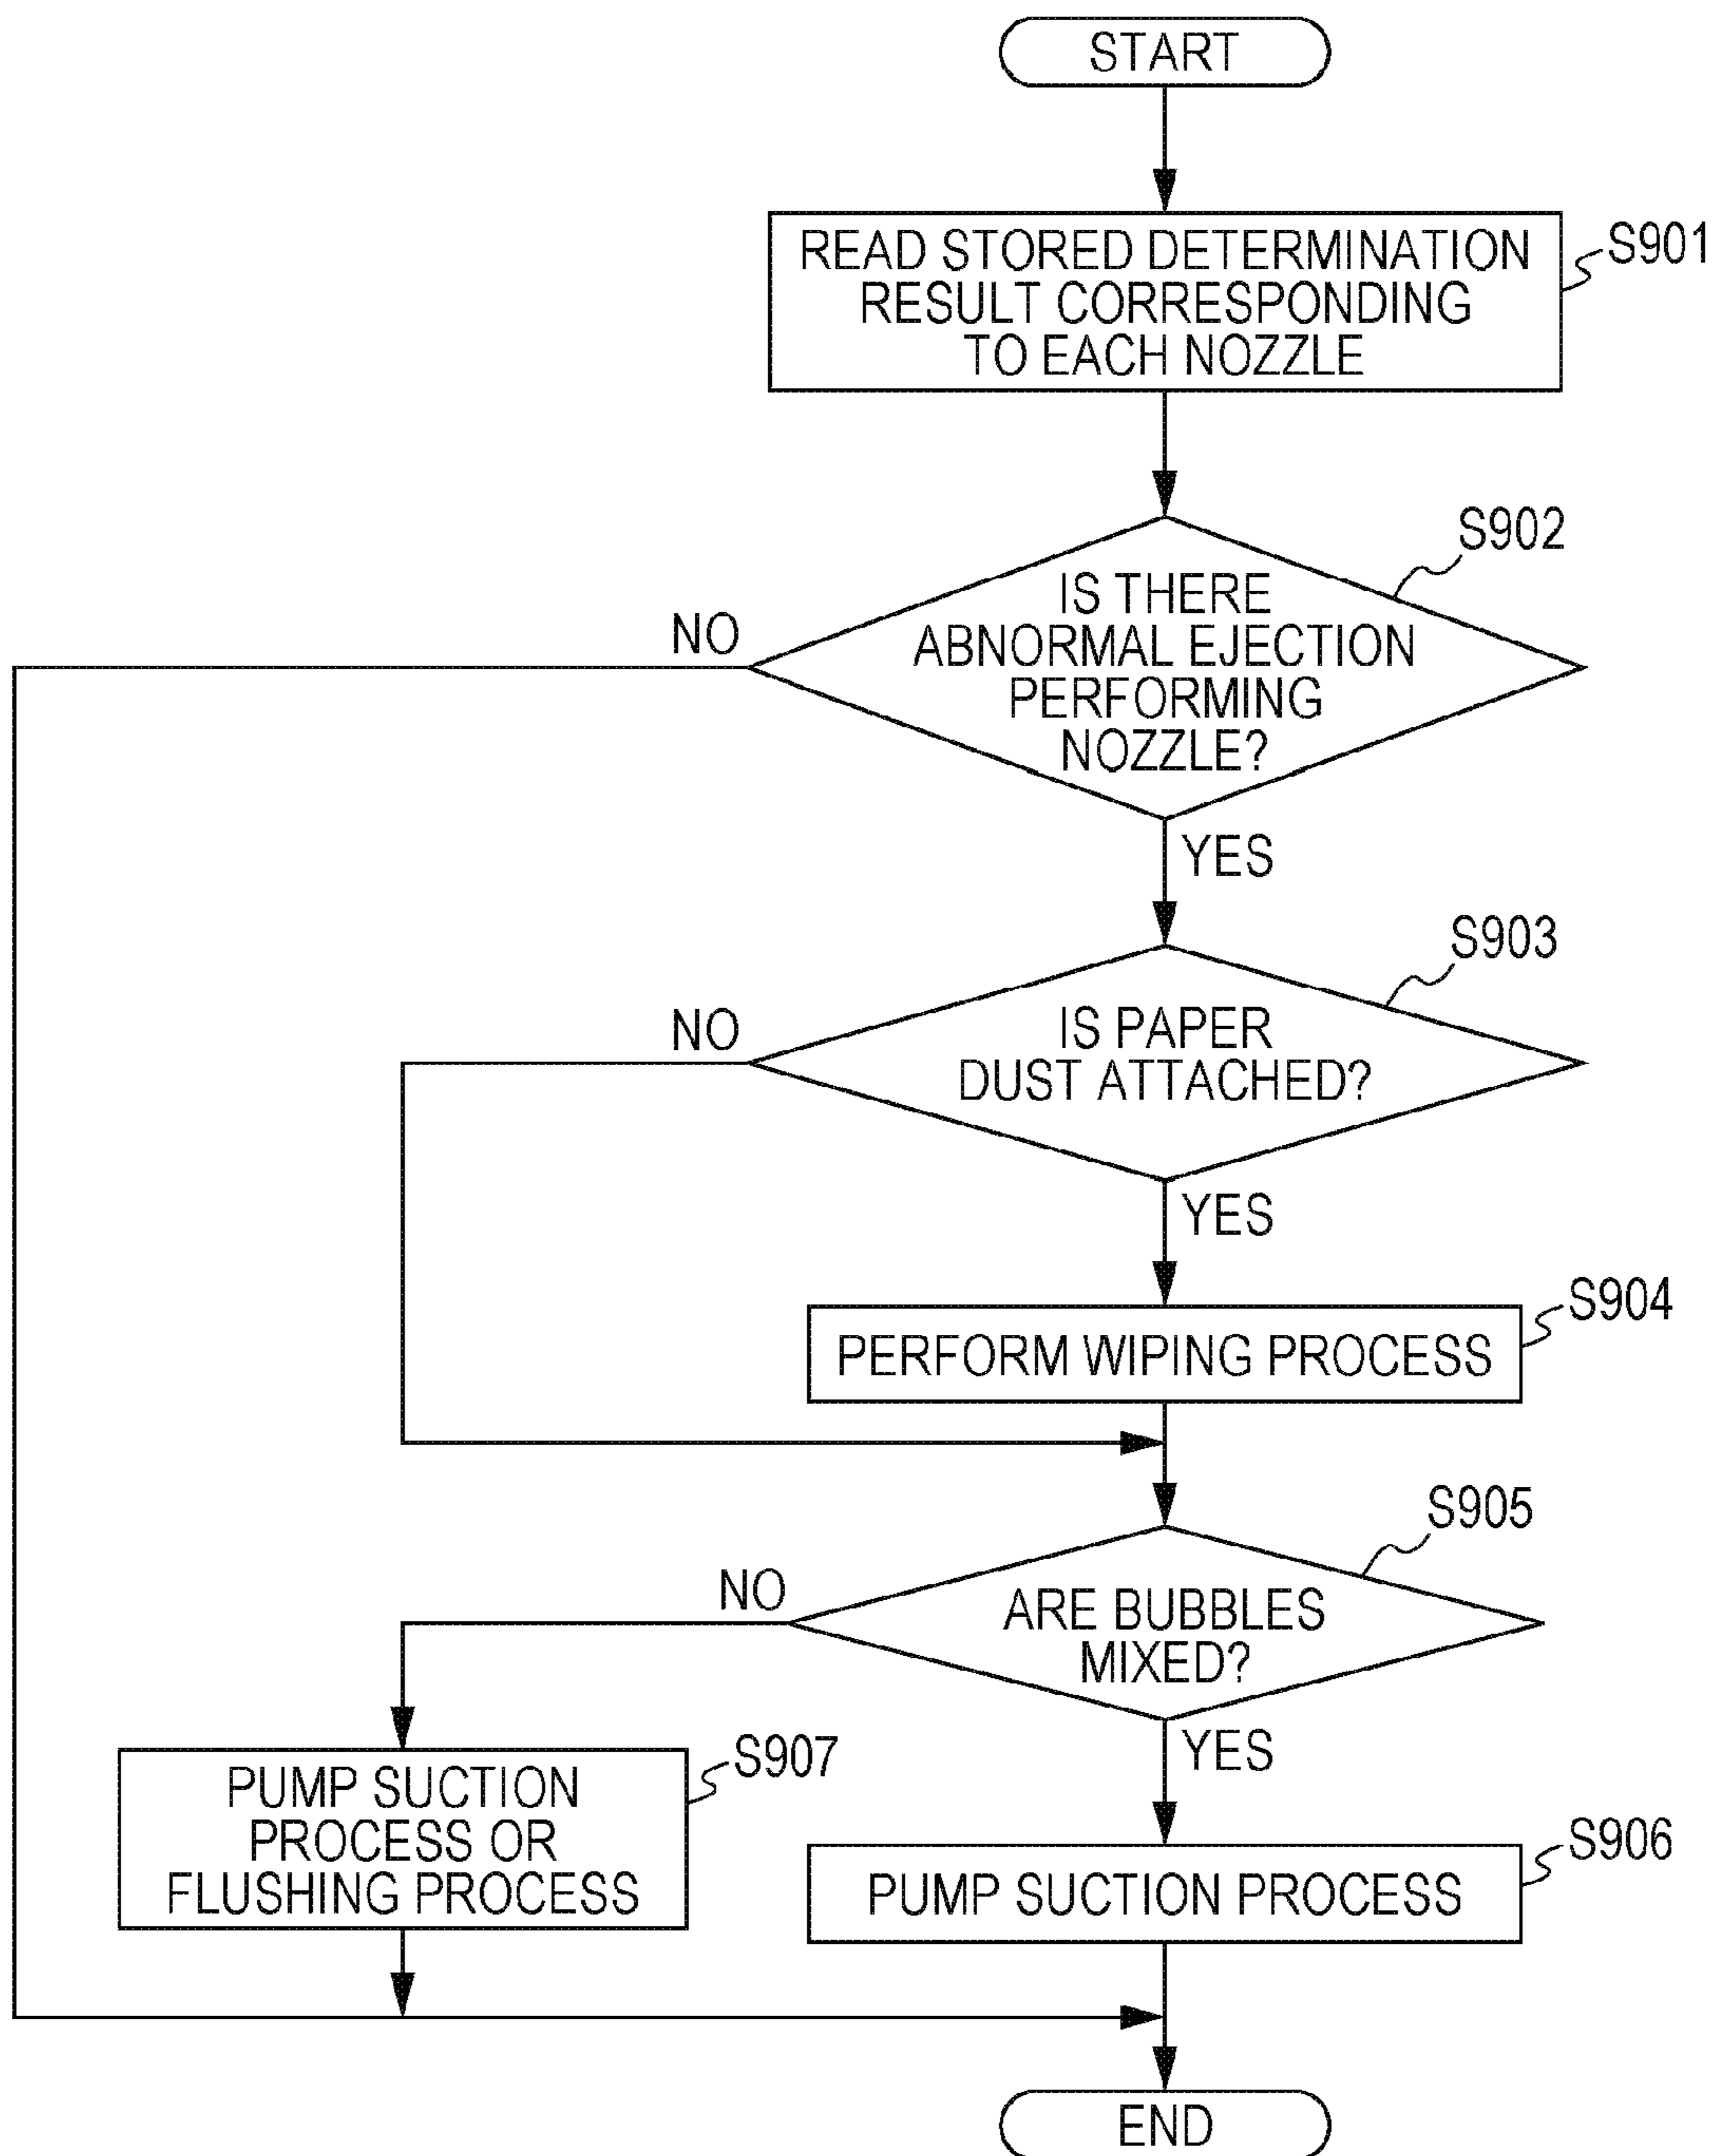 START
READ STORED DETERMINATION
RESULT CORRESPONDING
TO EACH NOZZLE
S901
S902
IS THERE
ABNORMAL EJECTION
PERFORMING
NOZZLE?
NO
YES
S903
IS PAPER
DUST ATTACHED?
NO
YES
S904
PERFORM WIPING PROCESS
S905
ARE BUBBLES
MIXED?
NO
YES
S907
PUMP SUCTION
PROCESS OR
FLUSHING PROCESS
S906
PUMP SUCTION PROCESS
END